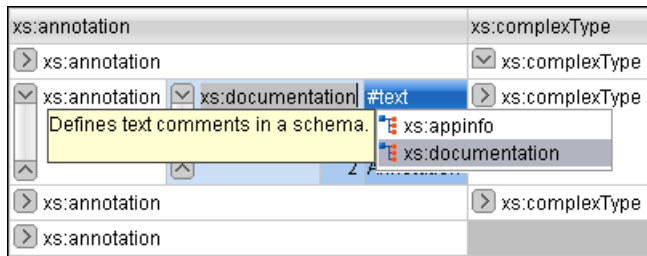 xs:annotation xs:complexType
xs:annotation xs:complexType
xs:annotation xs:documentation #text xs:complexType
Defines text comments in a schema. xs:appinfo
xs:documentation
2
xs:annotation xs:complexType
xs:annotation